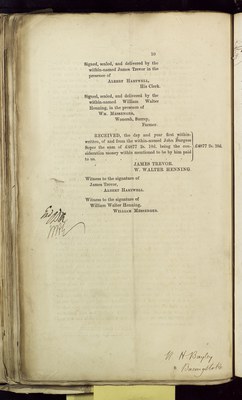 10
Signed, sealed, and delivered by the
within-named James Trevor in the
presence of
ALBERT HARDWELL,
His Clerk.
Signed, sealed, and delivered by the
within-named William Walter
Henning, in the presence of
WM. MESSENGER,
Surrey,
Farmer.
RECEIVED, the day and year first within-
written, of and from the within-named John Burgess
the sum of £4677 2s. 10d. being the con-
sideration money within mentioned to be by him paid
to us.
£4677 2s. 10d.
JAMES TREVOR.
W. WALTER HENNING.
Witness to the signature of
James Trevor,
ALBERT HARDWELL.
Witness to the signature of
William Walter Henning,
WILLIAM MESSENGER.
W. H. Bayley
Basingstoke